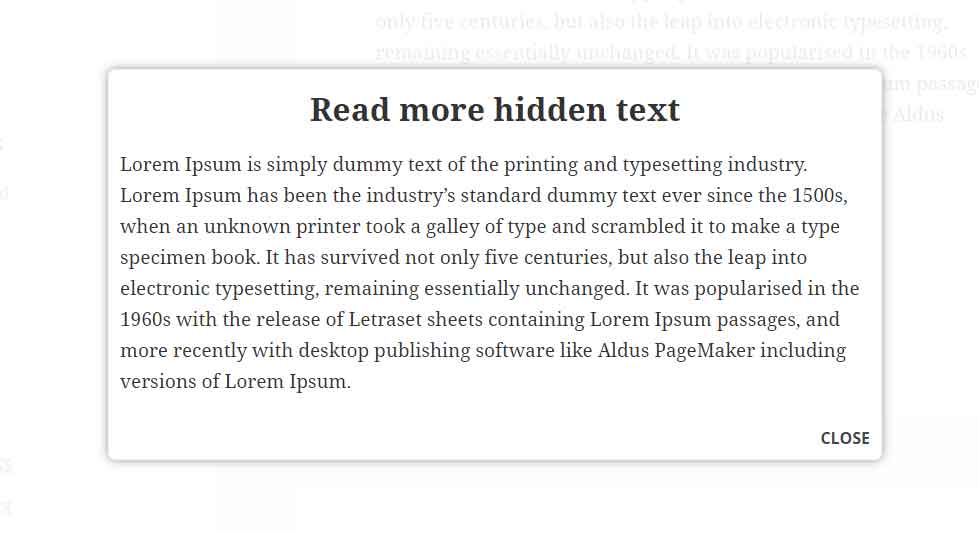 only five centuries, but also the leap into electronic typesetting,
remaining essentially unchanged. It was popularised in the 1960s
Aldus
Read more hidden text
Lorem Ipsum is simply dummy text of the printing and typesetting industry.
Lorem Ipsum has been the industry’s standard dummy text ever since the 1500s,
when an unknown printer took a galley of type and scrambled it to make a type
specimen book. It has survived not only five centuries, but also the leap into
electronic typesetting, remaining essentially unchanged. It was popularised in the
1960s with the release of Letraset sheets containing Lorem Ipsum passages, and
more recently with desktop publishing software like Aldus PageMaker including
versions of Lorem Ipsum.
CLOSE